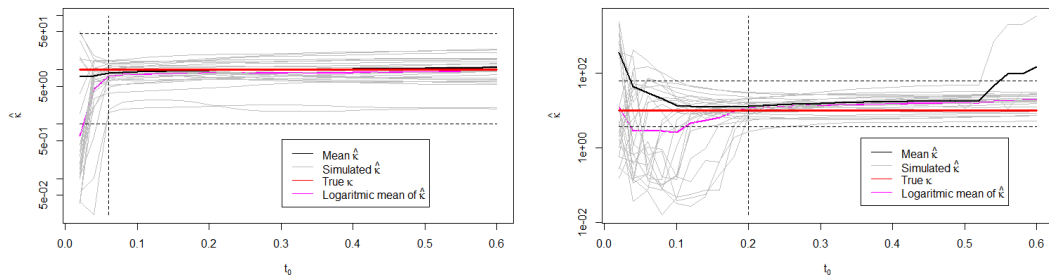 κ̂
5e-02
5e-01
5e+00
5e+01
Mean κ̂
Simulated κ̂
True κ
Logaritmic mean of κ̂
0.0 0.1 0.2 0.3 0.4 0.5 0.6
t₀
κ̂
1e-02
1e+00
1e+02
Mean κ̂
Simulated κ̂
True κ
Logaritmic mean of κ̂
0.0 0.1 0.2 0.3 0.4 0.5 0.6
t₀